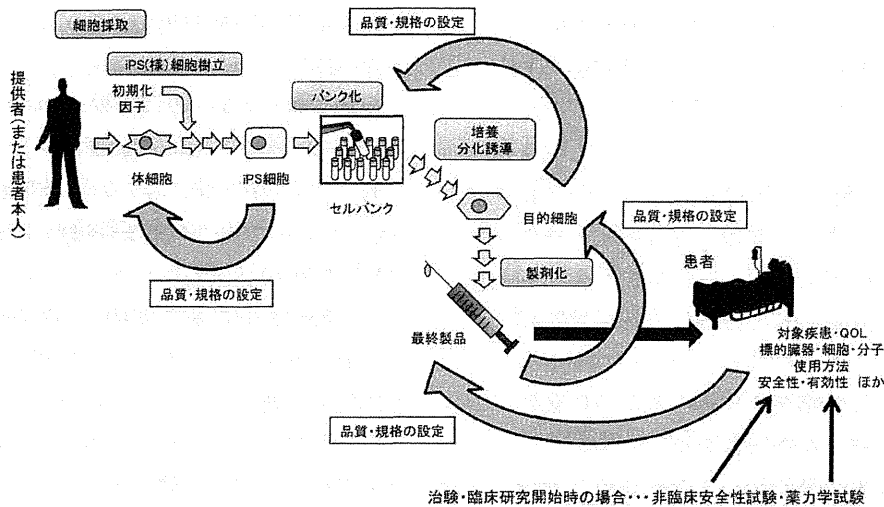 細胞採取
品質・規格の設定
iPS(様)細胞樹立
初期化
因子
バンク化
提供者(または患者本人)
体細胞
iPS細胞
セルバンク
培養
分化誘導
目的細胞
品質・規格の設定
品質・規格の設定
製剤化
患者
最終製品
対象疾患・QOL
標的臓器・細胞・分子
使用方法
安全性・有効性 ほか
品質・規格の設定
治験・臨床研究開始時の場合・・・非臨床安全性試験・薬力学試験